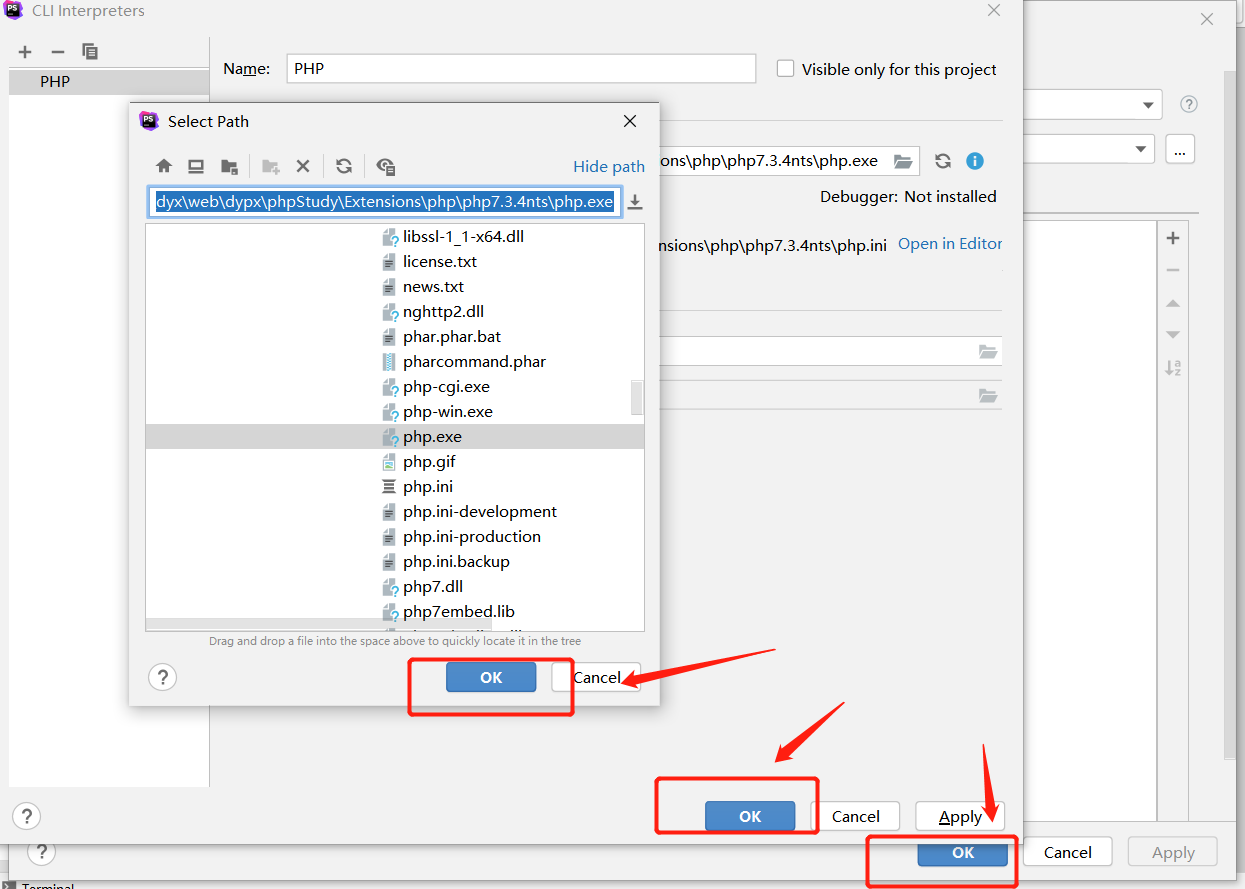 CLI Interpreters
PHP
Name:
PHP
Visible only for this project
Select Path
Hide path
dyx\web\dypx\phpStudy\Extensions\php\php7.3.4nts\php.exe
ons\php\php7.3.4nts\php.exe
Debugger: Not installed
nsions\php\php7.3.4nts\php.ini
Open in Editor
libssl-1_1-x64.dll
license.txt
news.txt
nghttp2.dll
phar.phar.bat
pharcommand.phar
php-cgi.exe
php-win.exe
php.exe
php.gif
php.ini
php.ini-development
php.ini-production
php.ini.backup
php7.dll
php7embed.lib
Drag and drop a file into the space above to quickly locate it in the tree
?
OK
Cancel
?
OK
Cancel
Apply
?
OK
Cancel
Apply
Terminal
...